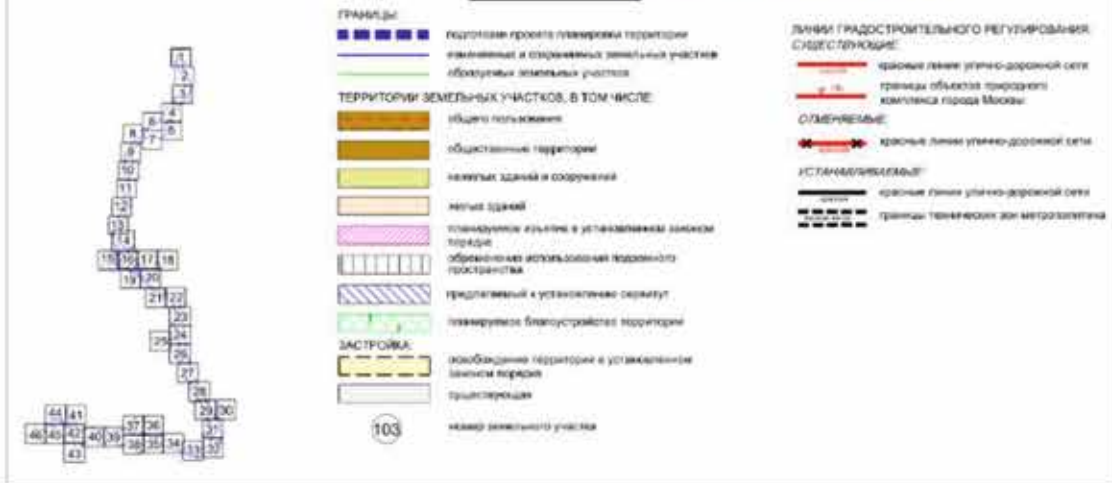 1
2
3
4
6
5
8
7
9
10
11
12
13
14
15 16 17 18
19 20
21 22
23
24
25
26
27
28
29 30
31
44 41
37 36
46 45 42 40 39
38 35 34
33 32
43
ГРАНИЦЫ:
подготовки проекта планировки территории
изменяемых и сохраняемых земельных участков
образуемых земельных участков
ТЕРРИТОРИИ ЗЕМЕЛЬНЫХ УЧАСТКОВ, В ТОМ ЧИСЛЕ:
общего пользования
общественные территории
нежилых зданий и сооружений
жилых зданий
планируемое изъятие в установленном законом
порядке
обременение использования подземного
пространства
предлагаемый к установлению сервитут
планируемое благоустройство территории
ЗАСТРОЙКА:
освобождение территории в установленном
законом порядке
существующая
103
номер земельного участка
ЛИНИИ ГРАДОСТРОИТЕЛЬНОГО РЕГУЛИРОВАНИЯ:
СУЩЕСТВУЮЩИЕ:
красные линии улично-дорожной сети
границы объектов природного
комплекса города Москвы
ОТМЕНЯЕМЫЕ:
красные линии улично-дорожной сети
УСТАНАВЛИВАЕМЫЕ:
красные линии улично-дорожной сети
границы технических зон метрополитена